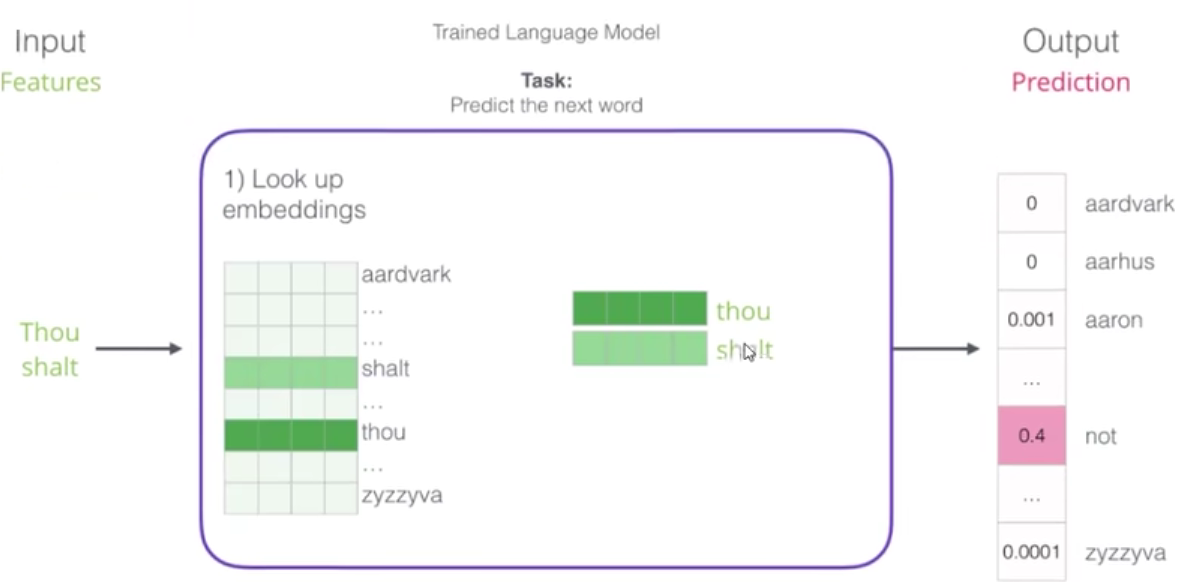 Input
Features
Trained Language Model
Task:
Predict the next word
Output
Prediction
Thou
shalt
1) Look up
embeddings
aardvark
...
...
shalt
...
thou
...
zyzzyva
thou
shalt
0 aardvark
0 aarhus
0.001 aaron
...
0.4 not
...
0.0001 zyzzyva